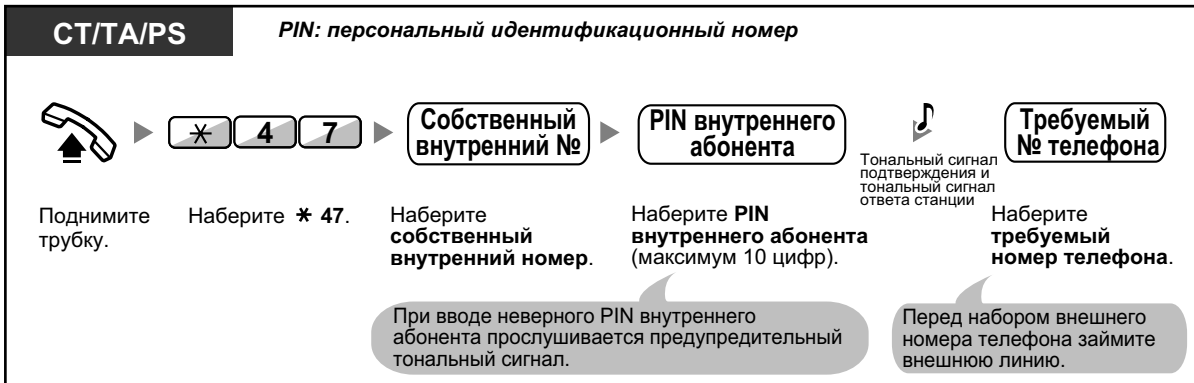 CT/TA/PS
PIN: персональный идентификационный номер
* 4 7
Собственный
внутренний №
PIN внутреннего
абонента
Тональный сигнал
подтверждения и
тональный сигнал
ответа станции
Требуемый
№ телефона
Поднимите
трубку.
Наберите * 47.
Наберите
собственный
внутренний номер.
Наберите PIN
внутреннего абонента
(максимум 10 цифр).
Наберите
требуемый
номер телефона.
При вводе неверного PIN внутреннего
абонента прослушивается предупредительный
тональный сигнал.
Перед набором внешнего
номера телефона займите
внешнюю линию.